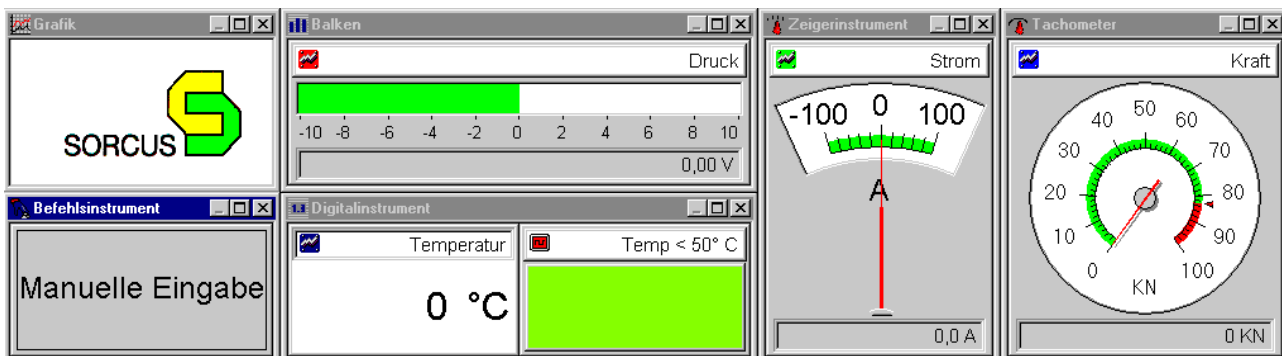 Grafik
SORCUS
Balken
Druck
-10 -8 -6 -4 -2 0 2 4 6 8 10
0,00 V
Zeigerinstrument
Strom
-100 0 100
A
0,0 A
Tachometer
Kraft
0 10 20 30 40 50 60 70 80 90 100
KN
0 KN
Befehlsinstrument
Manuelle Eingabe
1.3 Digitalinstrument
Temperatur
0 °C
Temp < 50° C